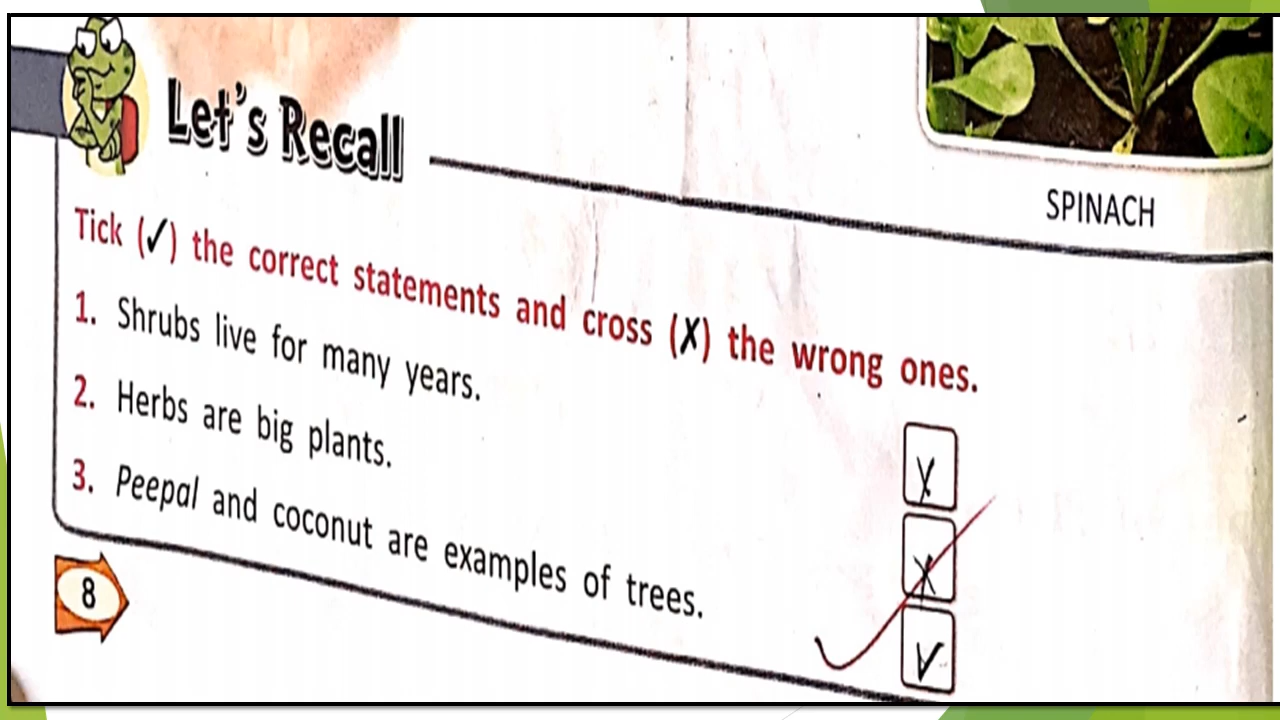 Let's Recall
SPINACH
Tick (✓) the correct statements and cross (✗) the wrong ones.
1. Shrubs live for many years. ✗
2. Herbs are big plants. ✗
3. Peepal and coconut are examples of trees. ✓
8